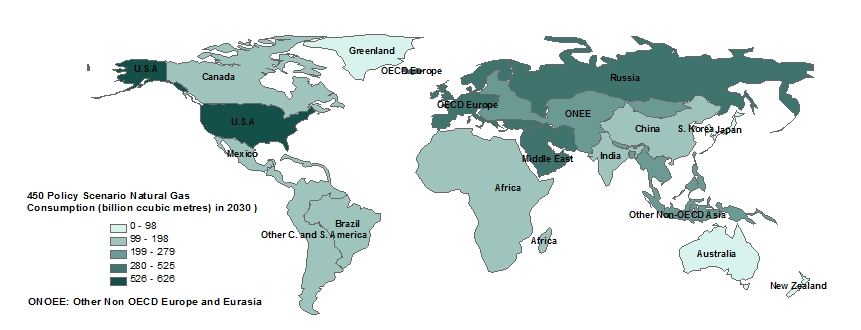 Greenland
U.S.A
OECD Europe
Canada
Russia
OECD Europe
ONEE
U.S.A
China
S. Korea
Japan
Mexico
India
Middle East
Africa
450 Policy Scenario Natural Gas
Consumption (billion ccubic metres) in 2030 )
Other Non-OECD Asia
Brazil
0 - 98
Other C. and S. America
99 - 198
Africa
199 - 279
Australia
280 - 525
526 - 626
New Zealand
ONOEE: Other Non OECD Europe and Eurasia